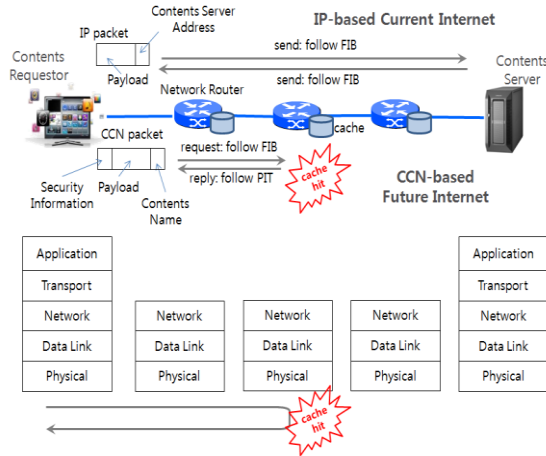 IP-based Current Internet
Contents Server
Address
IP packet
Payload
send: follow FIB
send: follow FIB
Contents
Requestor
Contents
Server
Network Router
cache
CCN packet
request: follow FIB
reply: follow PIT
cache
hit
CCN-based
Future Internet
Security
Information
Payload
Contents
Name
Application
Transport
Network
Data Link
Physical
Network
Data Link
Physical
Network
Data Link
Physical
Network
Data Link
Physical
Application
Transport
Network
Data Link
Physical
cache
hit